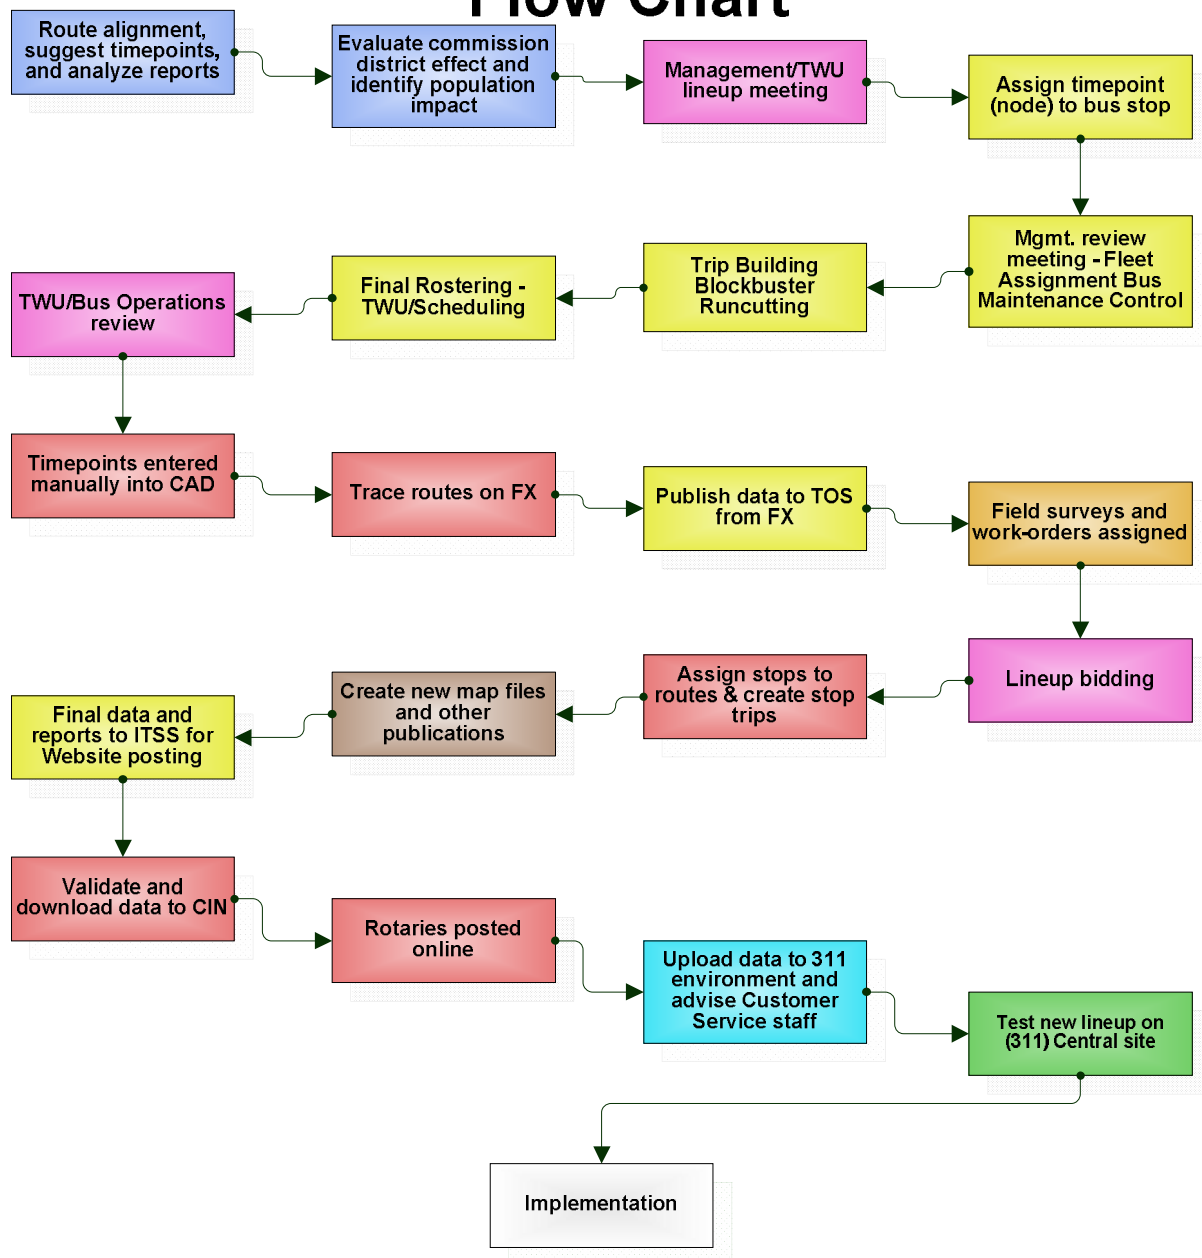 Flow Chart
Route alignment,
suggest timepoints,
and analyze reports
Evaluate commission
district effect and
identify population
impact
Management/TWU
lineup meeting
Assign timepoint
(node) to bus stop
Mgmt. review
meeting - Fleet
Assignment Bus
Maintenance Control
Trip Building
Blockbuster
Runcutting
Final Rostering -
TWU/Scheduling
TWU/Bus Operations
review
Timepoints entered
manually into CAD
Trace routes on FX
Publish data to TOS
from FX
Field surveys and
work-orders assigned
Lineup bidding
Assign stops to
routes & create stop
trips
Create new map files
and other
publications
Final data and
reports to ITSS for
Website posting
Validate and
download data to CIN
Rotaries posted
online
Upload data to 311
environment and
advise Customer
Service staff
Test new lineup on
(311) Central site
Implementation